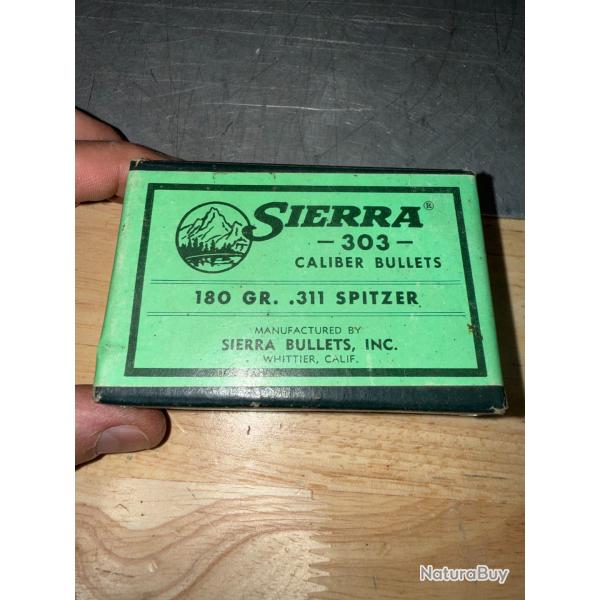 SIERRA®
-303-
CALIBER BULLETS
180 GR. .311 SPITZER
MANUFACTURED BY
SIERRA BULLETS, INC.
WHITTIER, CALIF.
NaturaBuy